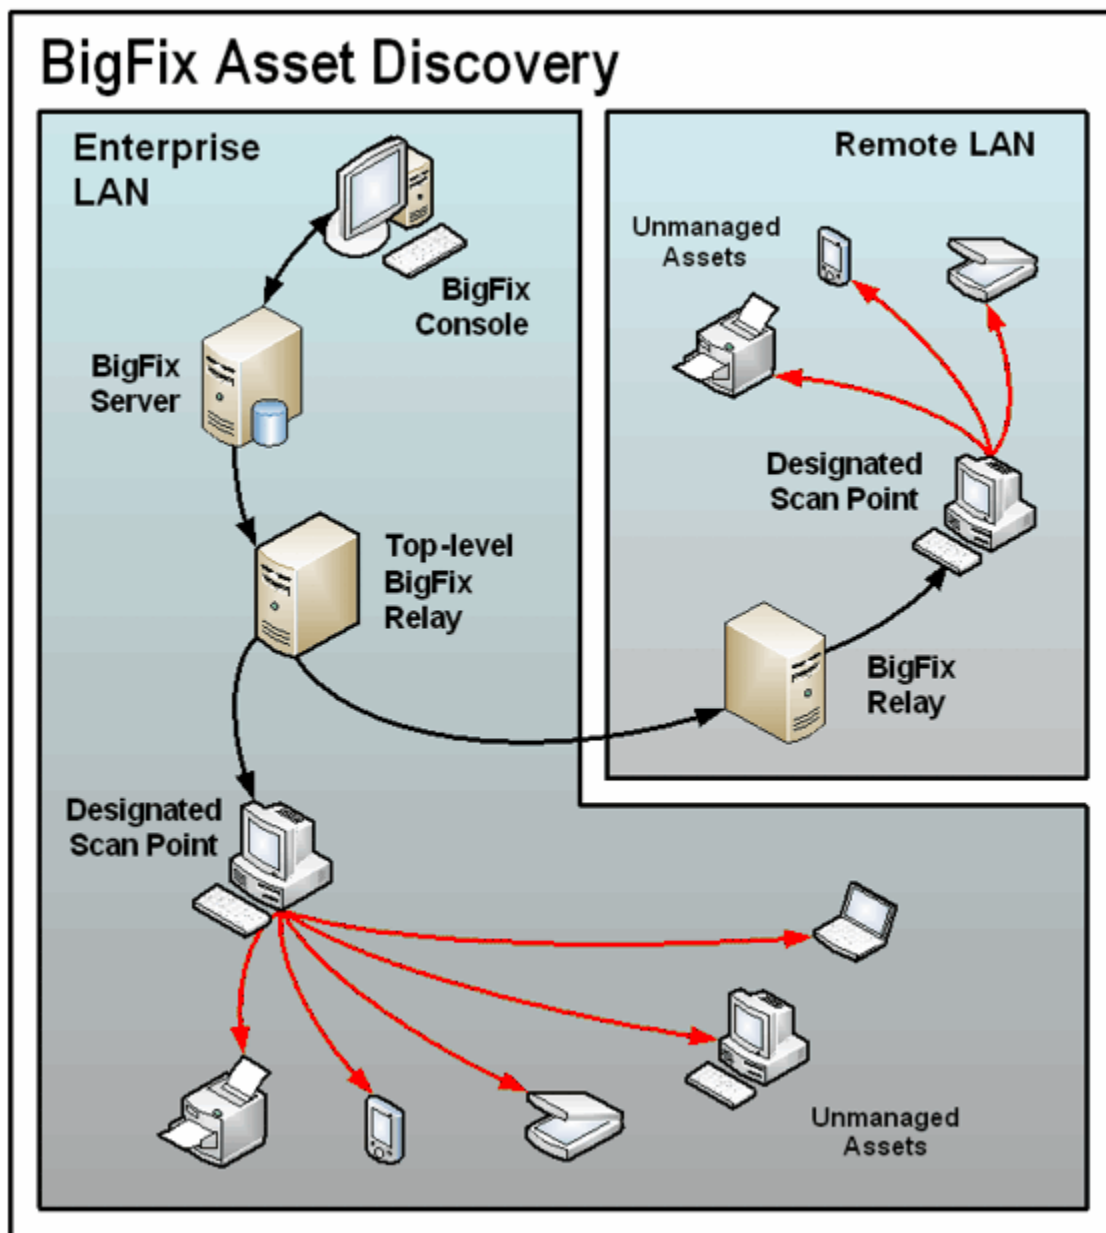 BigFix Asset Discovery
Enterprise
LAN
BigFix
Console
BigFix
Server
Top-level
BigFix
Relay
Designated
Scan Point
Unmanaged
Assets
Remote LAN
Unmanaged
Assets
Designated
Scan Point
BigFix
Relay